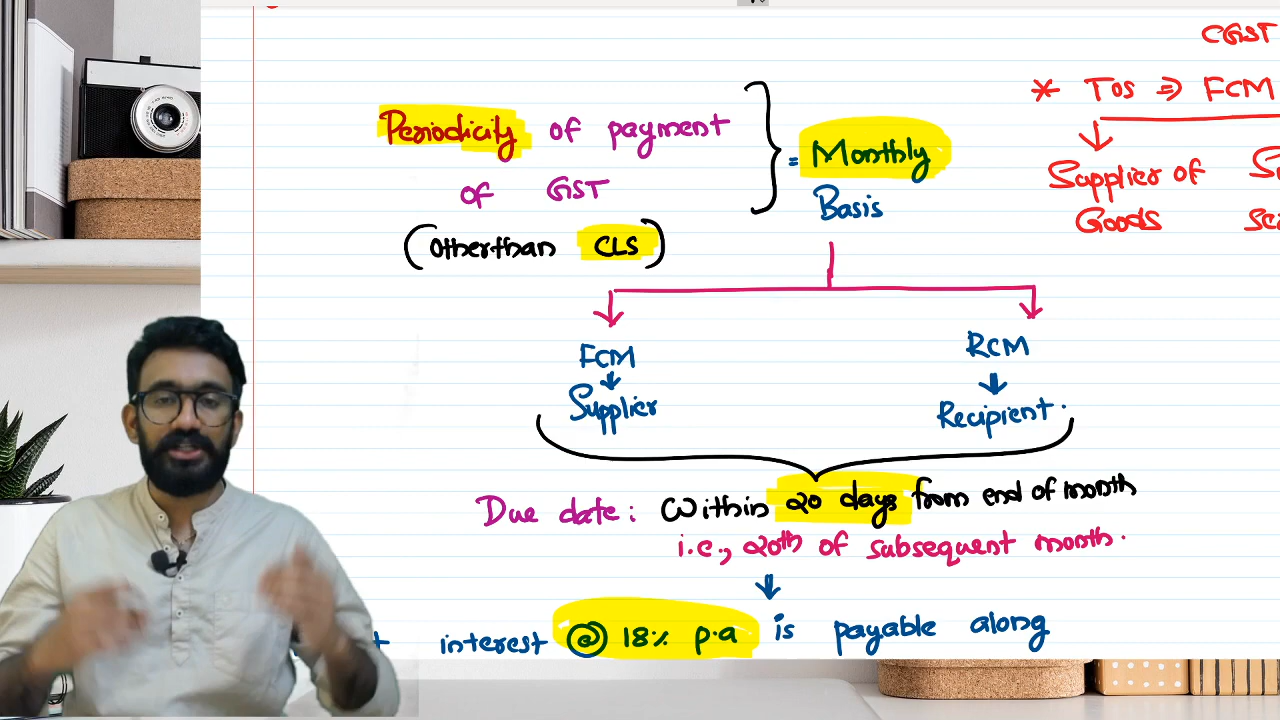 Periodicity of payment
of GST
(Otherthan CLS)
= Monthly
Basis
CGST
* TOS => FCM
Supplier of
Goods
FCM
Supplier
RCM
Recipient.
Due date: Within 20 days from end of month
i.e., 20th of subsequent month.
interest @ 18% p.a is payable along